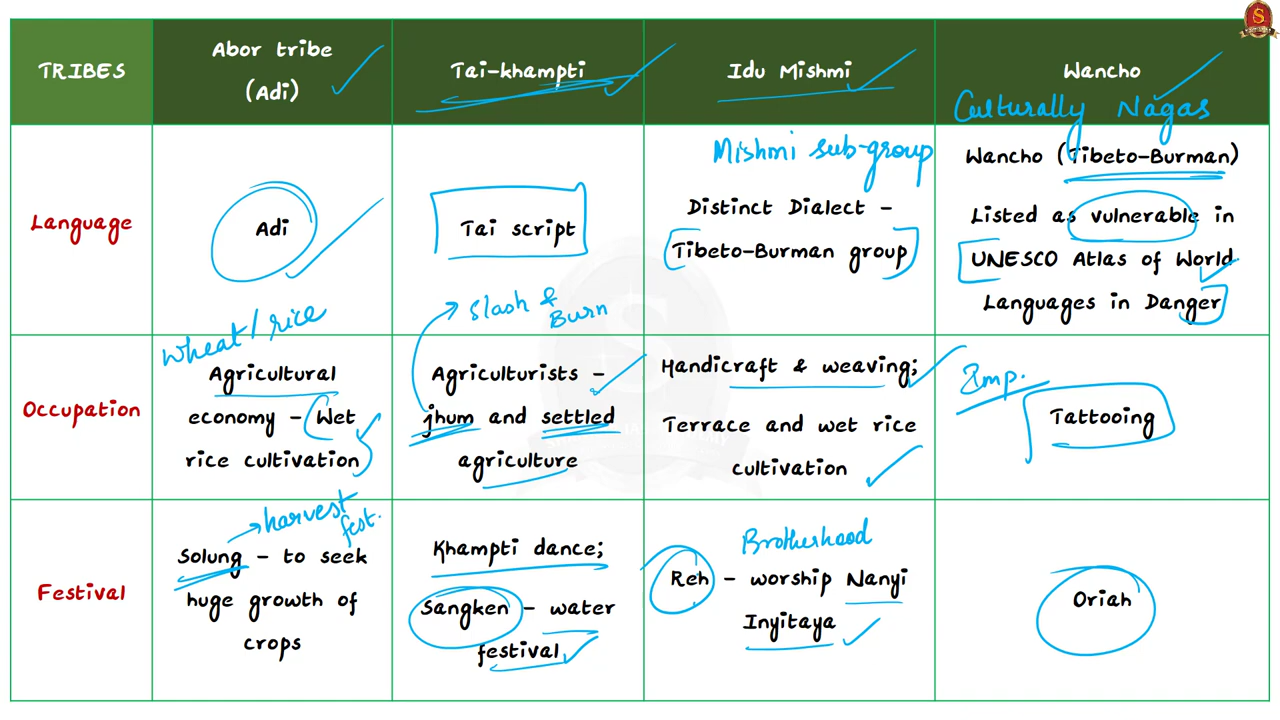 TRIBES
Abor tribe
(Adi)
Tai-khampti
Idu Mishmi
Wancho
Culturally Nagas
Language
Adi
Tai script
Mishmi sub-group
Distinct Dialect -
Tibeto-Burman group
Wancho (Tibeto-Burman)
Listed as vulnerable in
UNESCO Atlas of World
Languages in Danger
Occupation
Wheat/rice
Agricultural
economy - Wet
rice cultivation
Slash &
Burn
Agriculturists -
jhum and settled
agriculture
Handicraft & weaving;
Terrace and wet rice
cultivation
Imp.
Tattooing
Festival
harvest
fest.
Solung - to seek
huge growth of
crops
Khampti dance;
Sangken - water
festival
Brotherhood
Reh - worship Nanyi
Inyitaya
Oriah
S